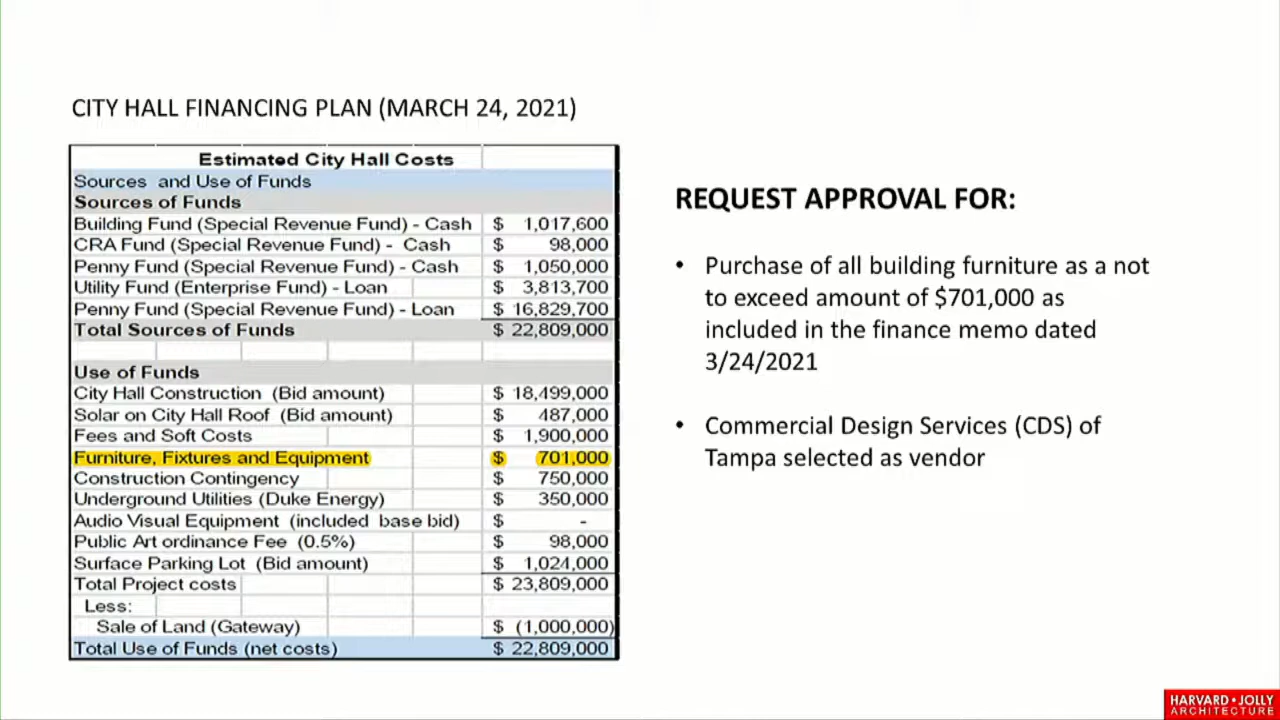 CITY HALL FINANCING PLAN (MARCH 24, 2021)
Estimated City Hall Costs
Sources and Use of Funds
Sources of Funds
Building Fund (Special Revenue Fund) - Cash $ 1,017,600
CRA Fund (Special Revenue Fund) - Cash $ 98,000
Penny Fund (Special Revenue Fund) - Cash $ 1,050,000
Utility Fund (Enterprise Fund) - Loan $ 3,813,700
Penny Fund (Special Revenue Fund) - Loan $ 16,829,700
Total Sources of Funds $ 22,809,000
Use of Funds
City Hall Construction (Bid amount) $ 18,499,000
Solar on City Hall Roof (Bid amount) $ 487,000
Fees and Soft Costs $ 1,900,000
Furniture, Fixtures and Equipment $ 701,000
Construction Contingency $ 750,000
Underground Utilities (Duke Energy) $ 350,000
Audio Visual Equipment (included base bid) $ -
Public Art ordinance Fee (0.5%) $ 98,000
Surface Parking Lot (Bid amount) $ 1,024,000
Total Project costs $ 23,809,000
Less:
Sale of Land (Gateway) $ (1,000,000)
Total Use of Funds (net costs) $ 22,809,000
REQUEST APPROVAL FOR:
• Purchase of all building furniture as a not
to exceed amount of $701,000 as
included in the finance memo dated
3/24/2021
• Commercial Design Services (CDS) of
Tampa selected as vendor
HARVARD • JOLLY
ARCHITECTURE